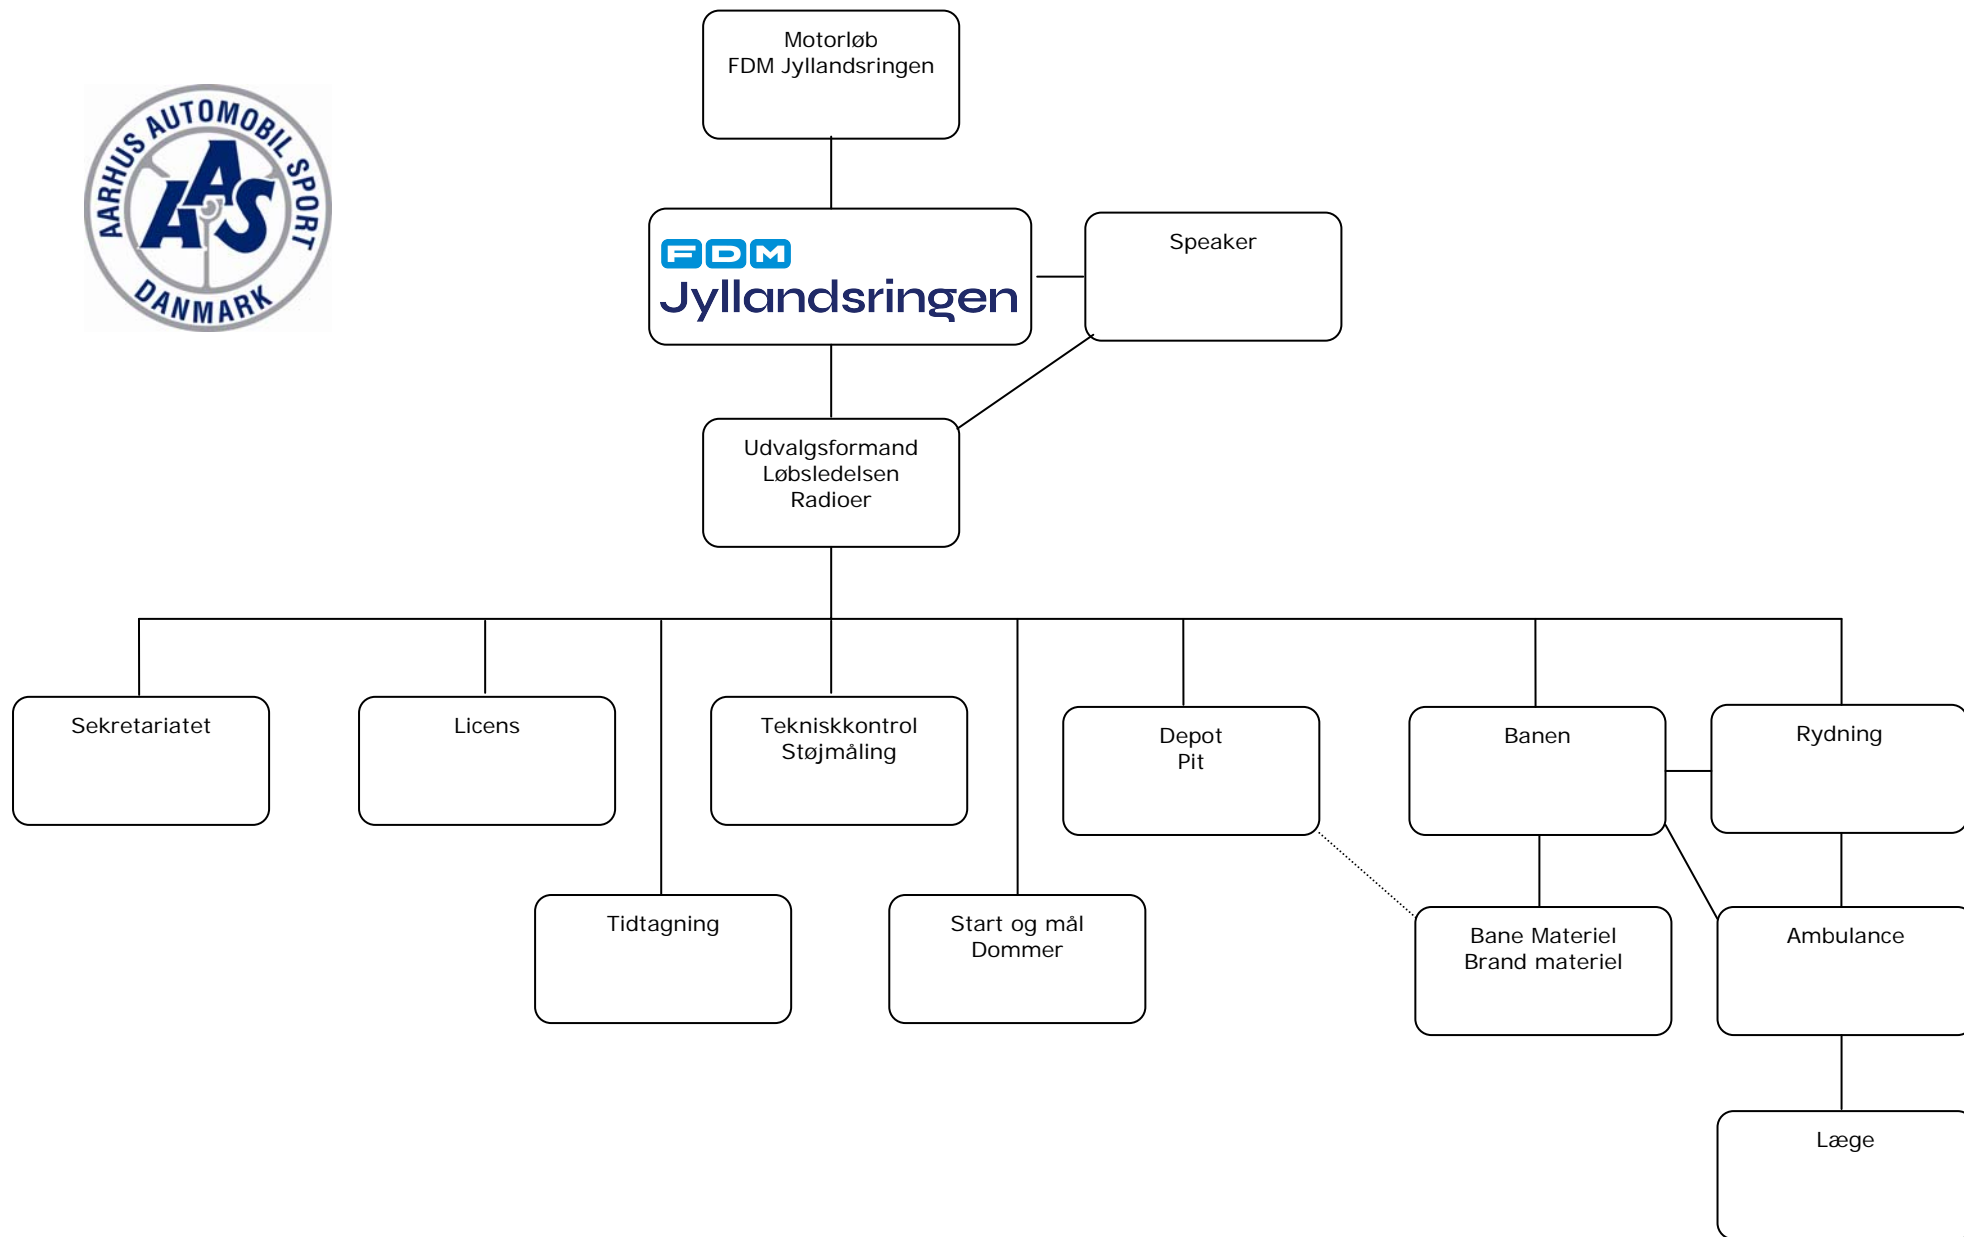 Motorløb
FDM Jyllandsringen
AARHUS AUTOMOBIL SPORT
AAS
DANMARK
FDM
Jyllandsringen
Speaker
Udvalgsformand
Løbsledelsen
Radioer
Sekretariatet
Licens
Tekniskkontrol
Støjmåling
Depot
Pit
Banen
Rydning
Tidtagning
Start og mål
Dommer
Bane Materiel
Brand materiel
Ambulance
Læge